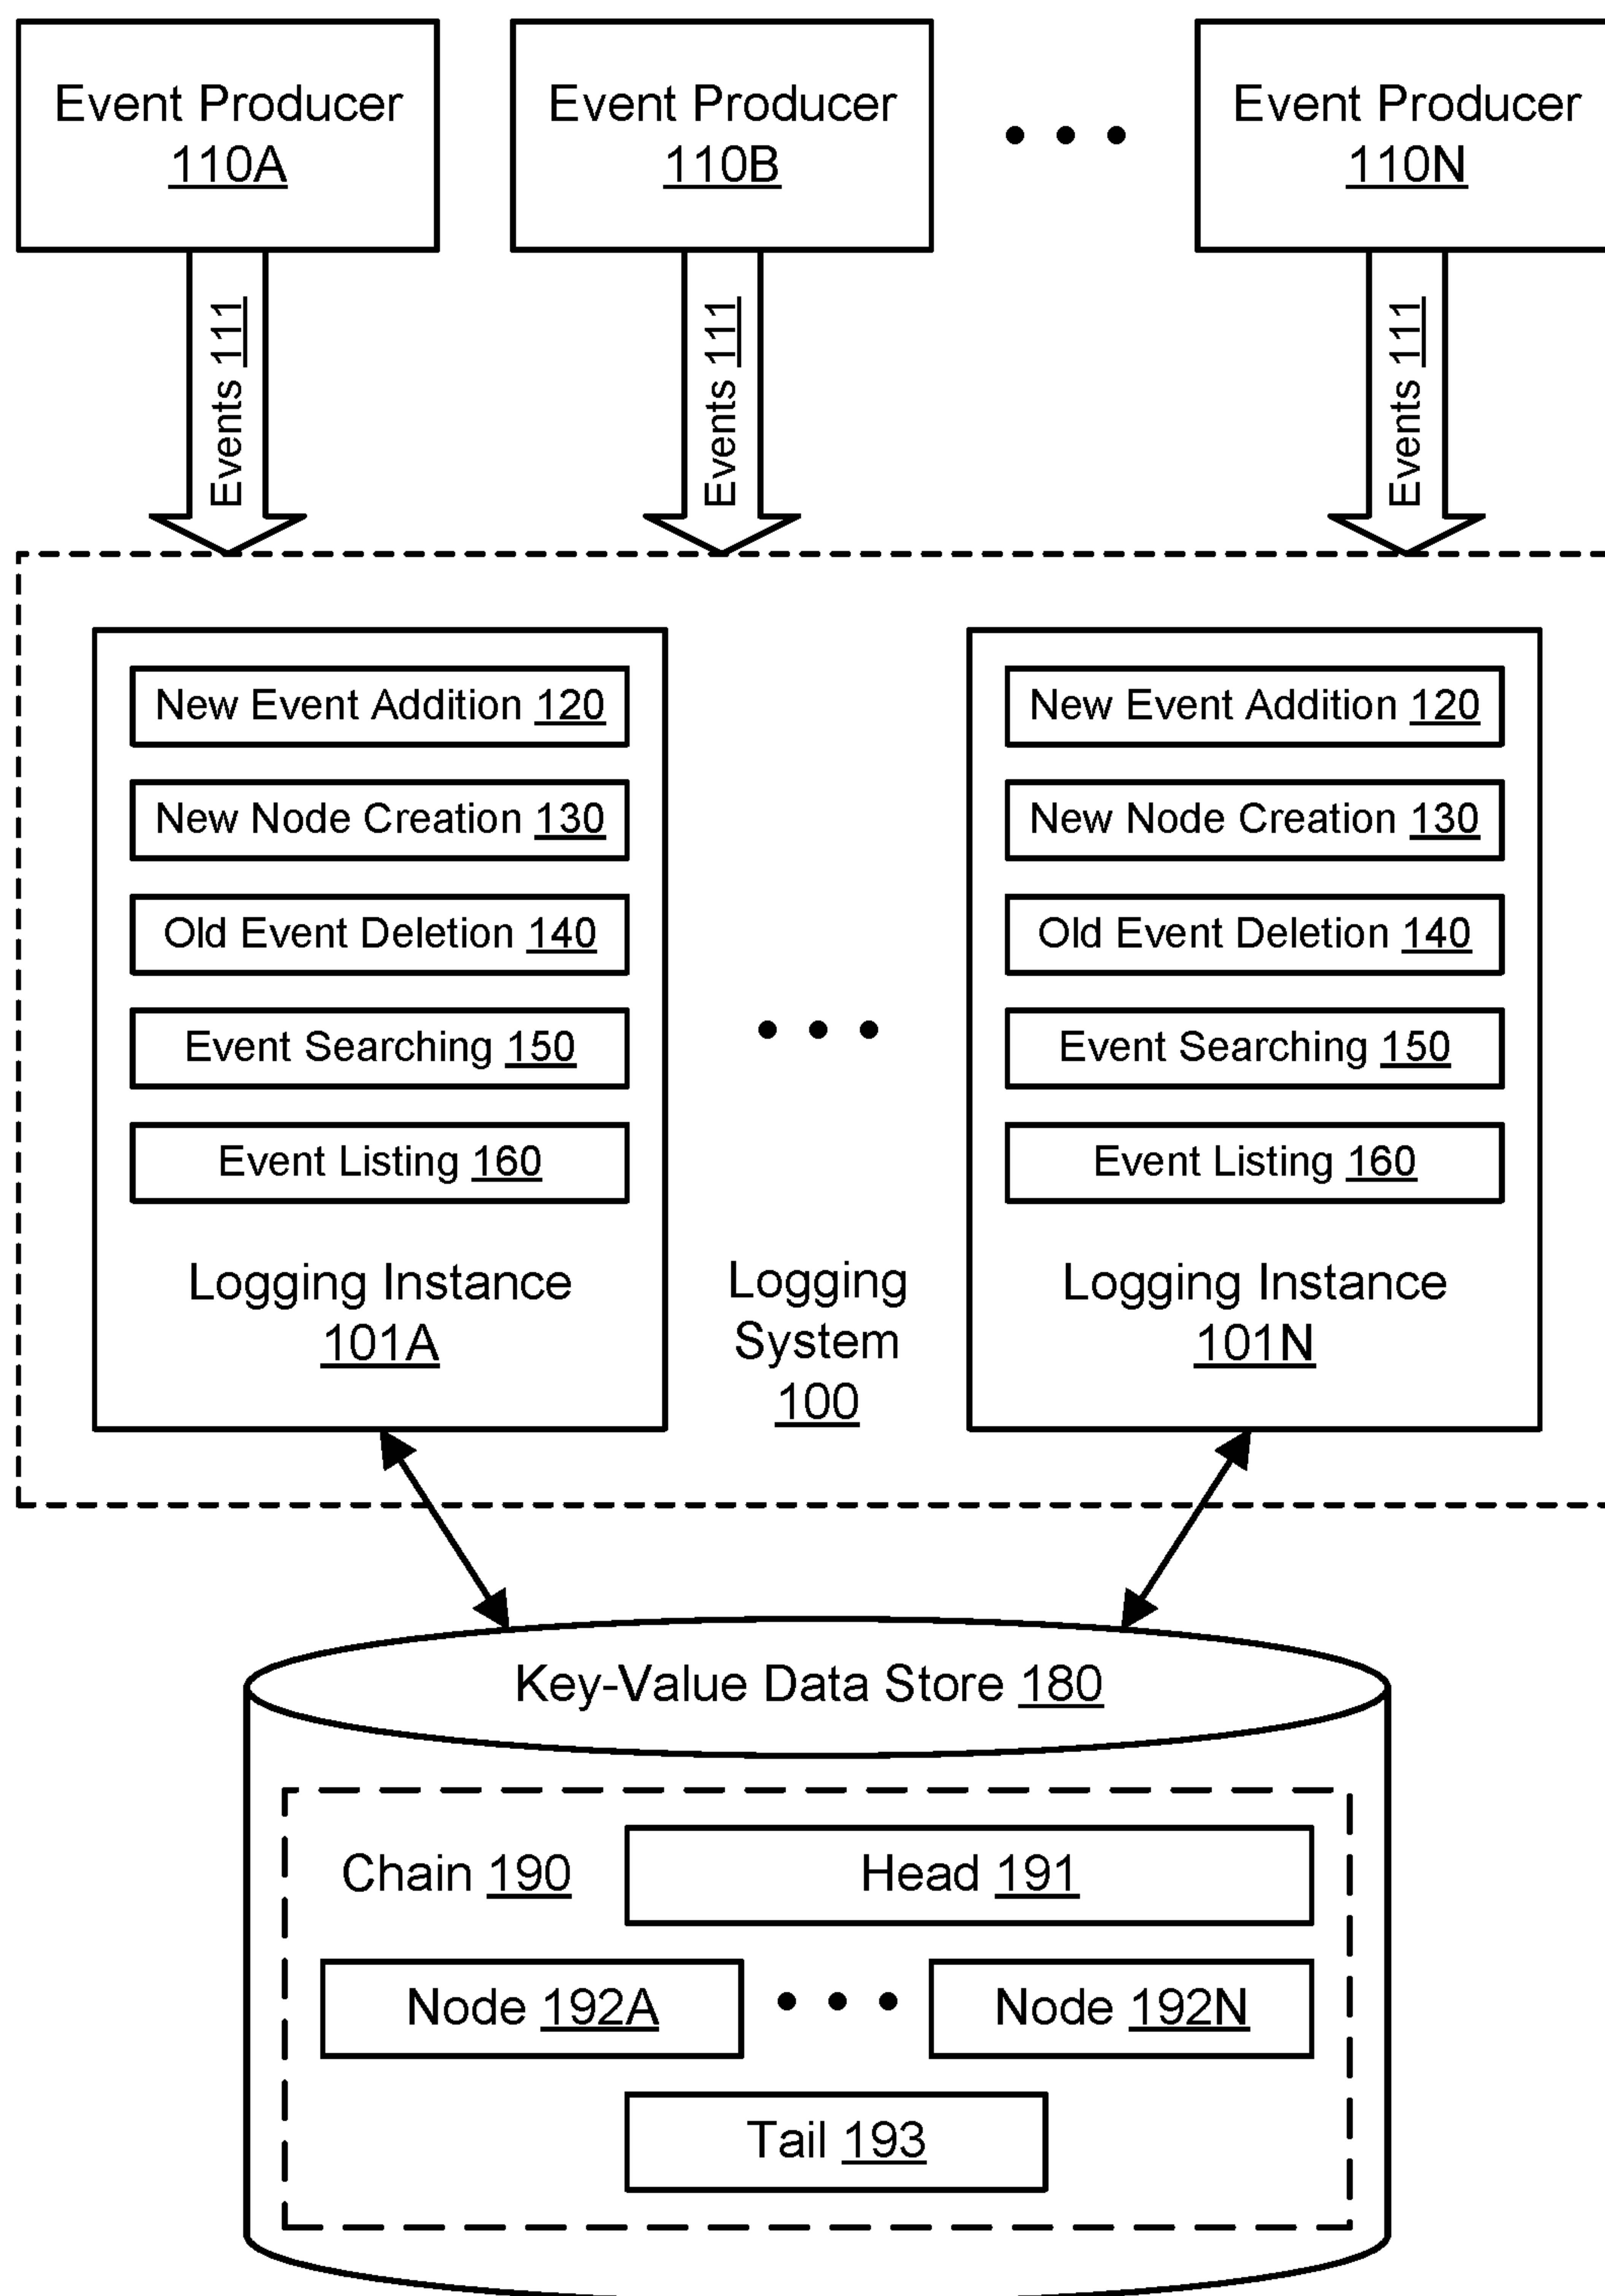 Event Producer
110A
Event Producer
110B
Event Producer
110N
Events 111
Events 111
Events 111
New Event Addition 120
New Node Creation 130
Old Event Deletion 140
Event Searching 150
Event Listing 160
Logging Instance
101A
Logging
System
100
New Event Addition 120
New Node Creation 130
Old Event Deletion 140
Event Searching 150
Event Listing 160
Logging Instance
101N
Key-Value Data Store 180
Chain 190
Head 191
Node 192A
Node 192N
Tail 193